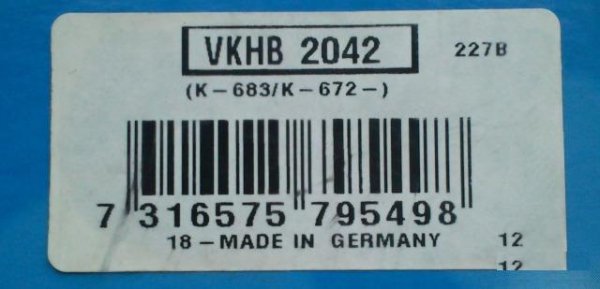 VKHB 2042 227B
(K-683/K-672-)
7 316575 795498
18-MADE IN GERMANY 12
12